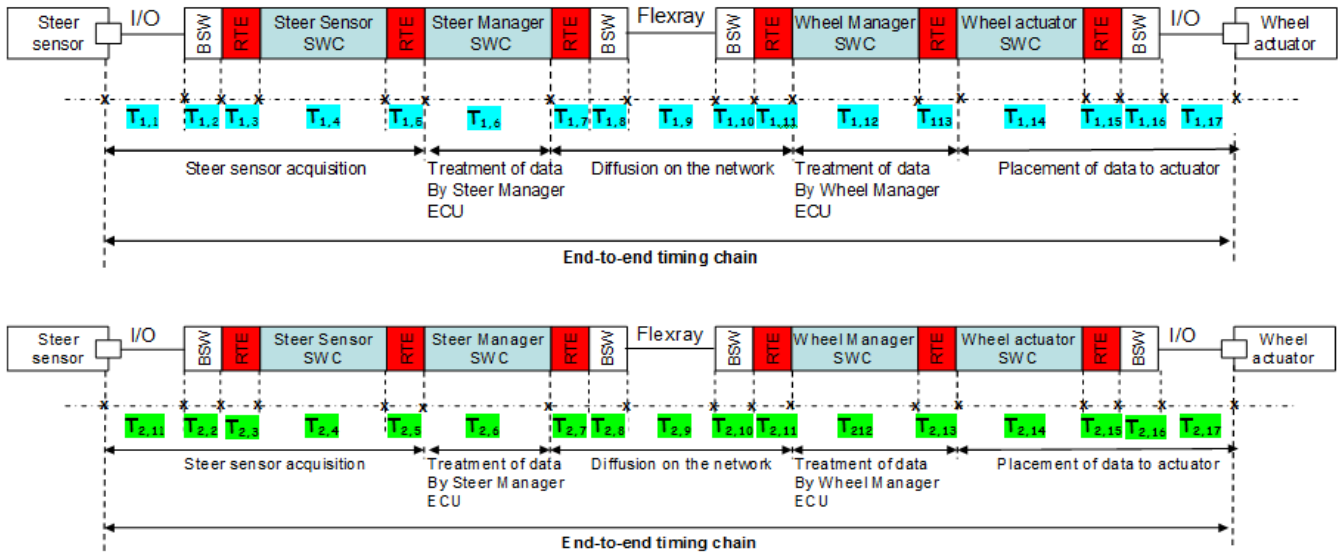 Steer
sensor
I/O
BSW
RTE
Steer Sensor
SWC
RTE
Steer Manager
SWC
RTE
BSW
Flexray
BSW
RTE
Wheel Manager
SWC
RTE
Wheel actuator
SWC
RTE
BSW
I/O
Wheel
actuator
T1,1 T1,2 T1,3 T1,4 T1,5 T1,6 T1,7 T1,8 T1,9 T1,10 T1,11 T1,12 T113 T1,14 T1,15 T1,16 T1,17
Steer sensor acquisition
Treatment of data
By Steer Manager
ECU
Diffusion on the network
Treatment of data
By Wheel Manager
ECU
Placement of data to actuator
End-to-end timing chain
Steer
sensor
I/O
BSW
RTE
Steer Sensor
SWC
RTE
Steer Manager
SWC
RTE
BSW
Flexray
BSW
RTE
Wheel Manager
SWC
RTE
Wheel actuator
SWC
RTE
BSW
I/O
Wheel
actuator
T2,11 T2,2 T2,3 T2,4 T2,5 T2,6 T2,7 T2,8 T2,9 T2,10 T2,11 T212 T2,13 T2,14 T2,15 T2,16 T2,17
Steer sensor acquisition
Treatment of data
By Steer Manager
ECU
Diffusion on the network
Treatment of data
By Wheel Manager
ECU
Placement of data to actuator
End-to-end timing chain